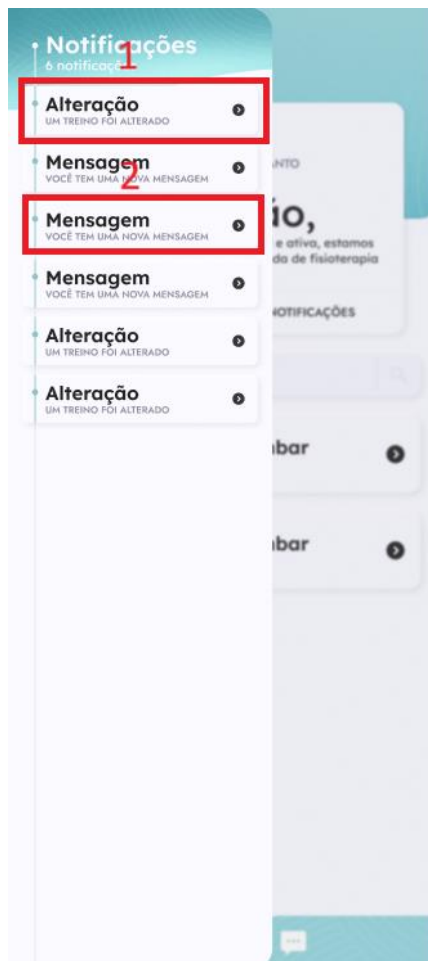 Notificações
1
6 notificaç
Alteração
UM TREINO FOI ALTERADO
Mensagem
VOCÊ TEM UMA NOVA MENSAGEM
2
Mensagem
VOCÊ TEM UMA NOVA MENSAGEM
Mensagem
VOCÊ TEM UMA NOVA MENSAGEM
Alteração
UM TREINO FOI ALTERADO
Alteração
UM TREINO FOI ALTERADO
NTO
ão,
e ativa, estamos
da de fisioterapia
NOTIFICAÇÕES
bar
bar